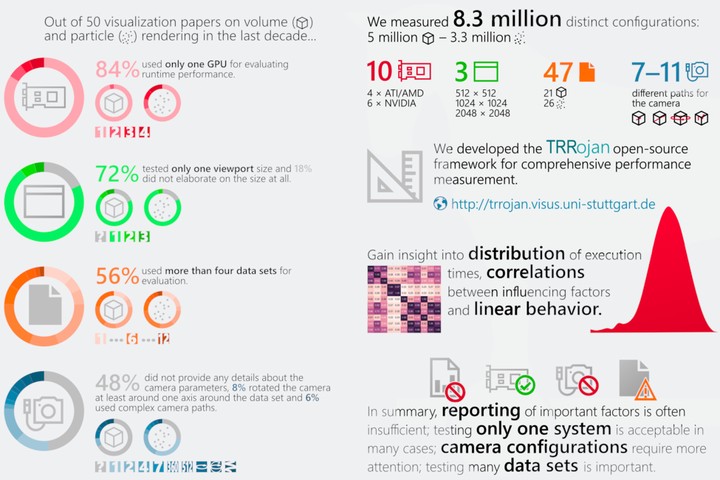 Out of 50 visualization papers on volume ( )
and particle ( ) rendering in the last decade...
84% used only one GPU for evaluating
runtime performance.
1 2 3 4
72% tested only one viewport size and 18%
did not elaborate on the size at all.
? 1 2 3
56% used more than four data sets for
evaluation.
1 ... 6 ... 12
48% did not provide any details about the
camera parameters, 8% rotated the camera
at least around one axis around the data set and 6%
used complex camera paths.
? 1 2 4 7
We measured 8.3 million distinct configurations:
5 million – 3.3 million
10
4 × ATI/AMD
6 × NVIDIA
3
512 × 512
1024 × 1024
2048 × 2048
47
21
26
7–11
different paths for
the camera
We developed the TRRojan open-source
framework for comprehensive performance
measurement.
http://trrojan.visus.uni-stuttgart.de
Gain insight into distribution of execution
times, correlations
between influencing factors
and linear behavior.
In summary, reporting of important factors is often
insufficient; testing only one system is acceptable in
many cases; camera configurations require more
attention; testing many data sets is important.